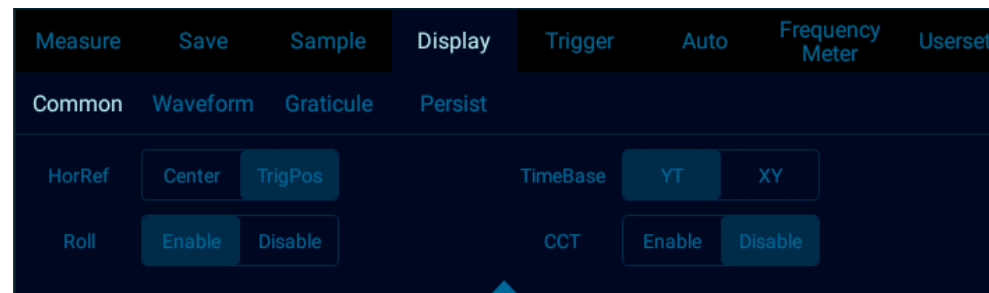 Measure Save Sample Display Trigger Auto Frequency Meter Userset
Common Waveform Graticule Persist
HorRef Center TrigPos TimeBase YT XY
Roll Enable Disable CCT Enable Disable